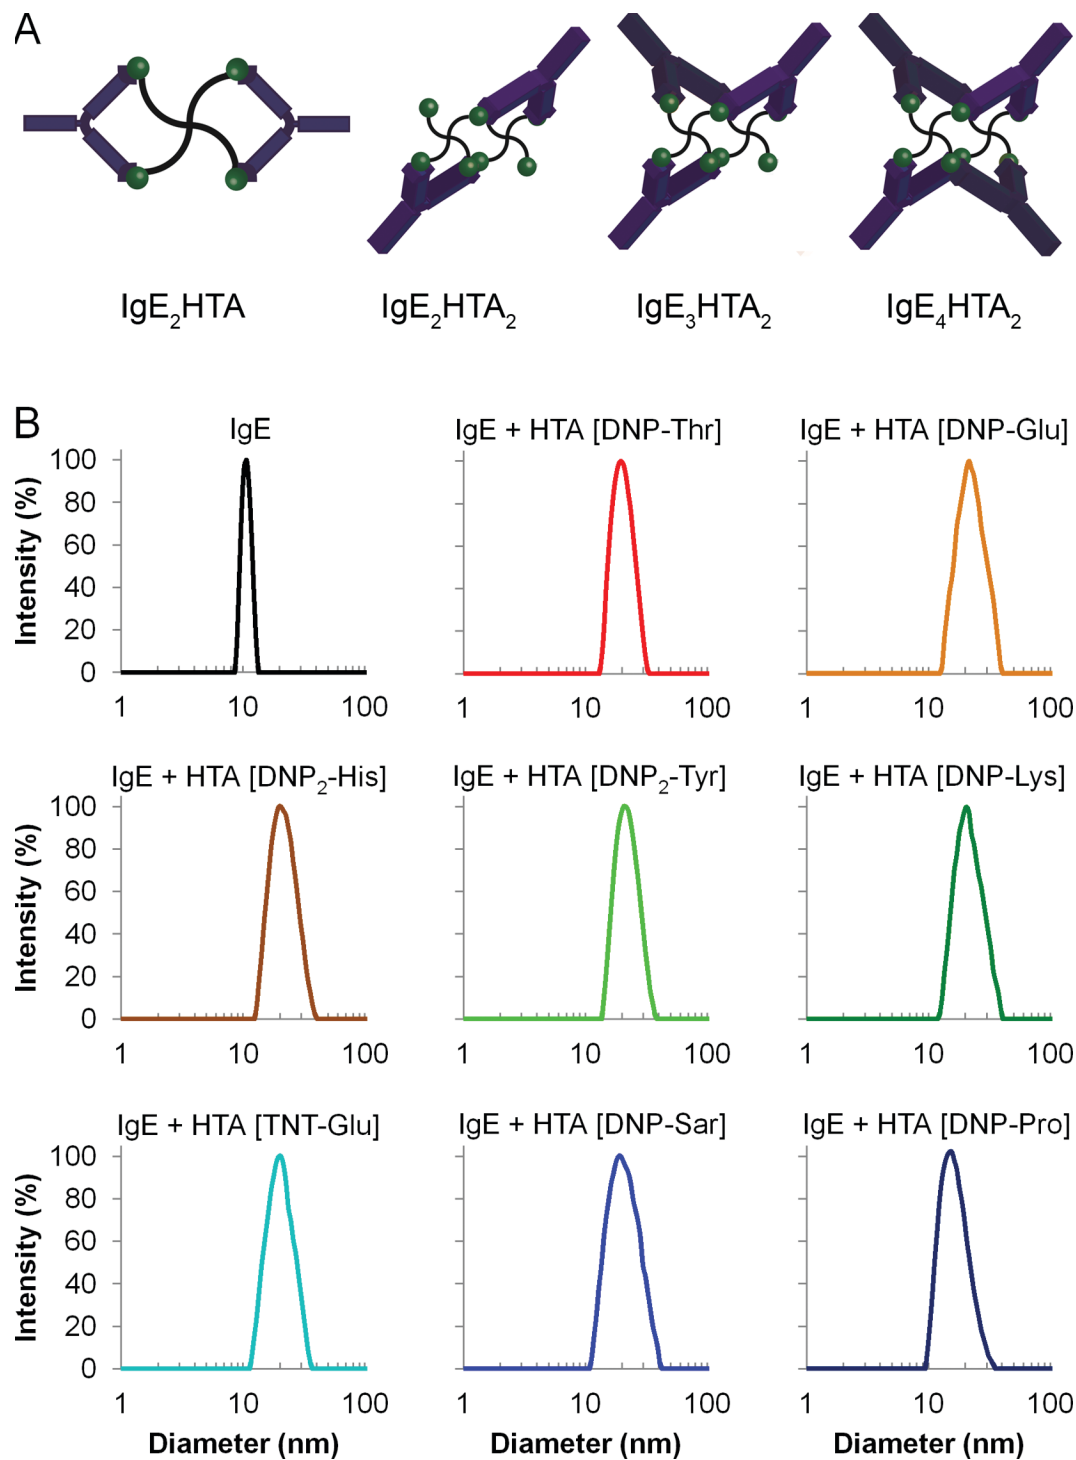 A
IgE₂HTA
IgE₂HTA₂
IgE₃HTA₂
IgE₄HTA₂
B
IgE
IgE + HTA [DNP-Thr]
IgE + HTA [DNP-Glu]
Intensity (%)
100
80
60
40
20
0
1 10 100
1 10 100
1 10 100
IgE + HTA [DNP₂-His]
IgE + HTA [DNP₂-Tyr]
IgE + HTA [DNP-Lys]
Intensity (%)
100
80
60
40
20
0
1 10 100
1 10 100
1 10 100
IgE + HTA [TNT-Glu]
IgE + HTA [DNP-Sar]
IgE + HTA [DNP-Pro]
Intensity (%)
100
80
60
40
20
0
1 10 100
1 10 100
1 10 100
Diameter (nm)
Diameter (nm)
Diameter (nm)